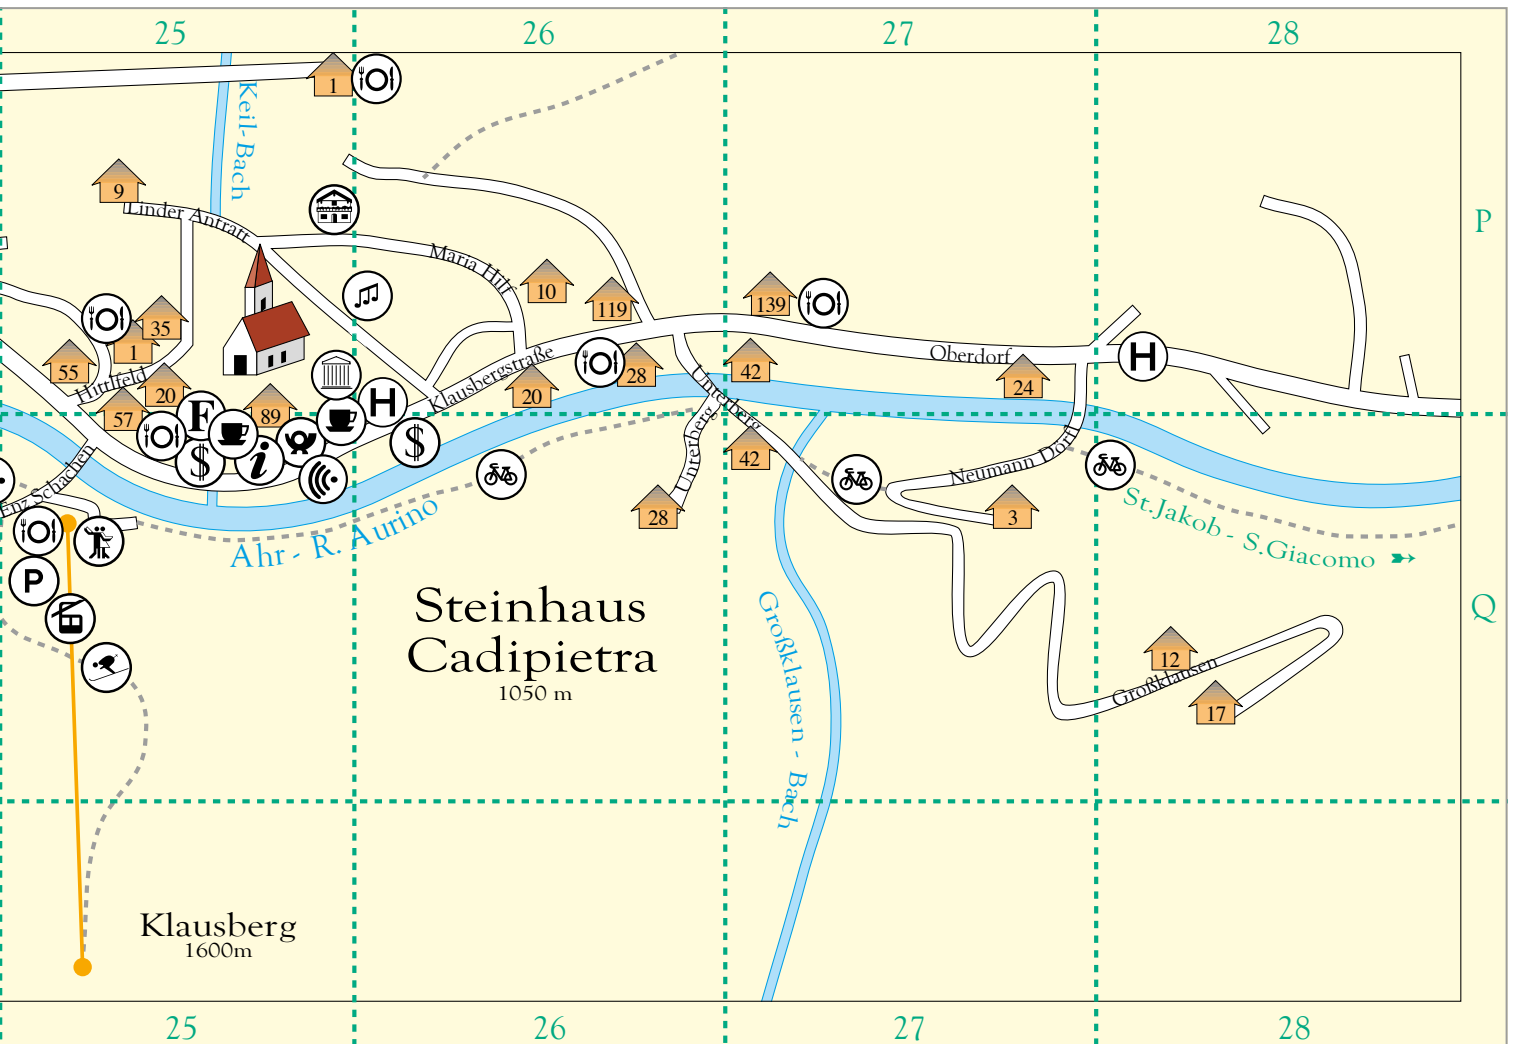 25 26 27 28
Keil-Bach
1
9
Linder Antratt
Maria Hilf
P
10
119
139
35
1
55
Hittlfeld
20
57
F
89
H
Klausbergstraße
20
28
42
Oberdorf
24
H
$
i
$
Unterberg
Unterberg
42
28
Enz Schachen
Neumann Dorf
3
Ahr - R. Aurino
St.Jakob - S.Giacomo
P
Steinhaus
Cadipietra
1050 m
Q
Großklausen - Bach
12
Großklausen
17
Klausberg
1600m
25 26 27 28